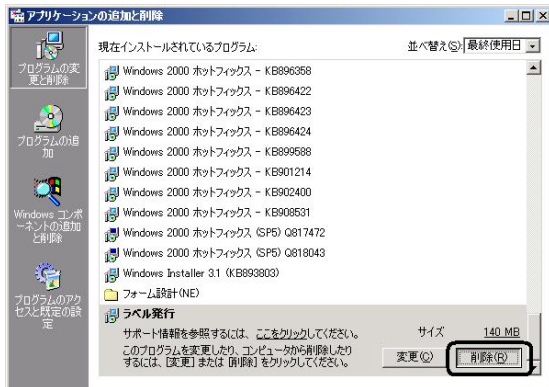 アプリケーションの追加と削除
プログラムの変
更と削除
プログラムの追
加
Windows コンポ
ーネントの追加
と削除
プログラムのアク
セスと既定の設
定
現在インストールされているプログラム:
並べ替え(S): 最終使用日
Windows 2000 ホットフィックス - KB896358
Windows 2000 ホットフィックス - KB896422
Windows 2000 ホットフィックス - KB896423
Windows 2000 ホットフィックス - KB896424
Windows 2000 ホットフィックス - KB899588
Windows 2000 ホットフィックス - KB901214
Windows 2000 ホットフィックス - KB902400
Windows 2000 ホットフィックス - KB908531
Windows 2000 ホットフィックス (SP5) Q817472
Windows 2000 ホットフィックス (SP5) Q818043
Windows Installer 3.1 (KB893803)
フォーム設計(NE)
ラベル発行
サポート情報を参照するには、ここをクリックしてください。
サイズ 140 MB
このプログラムを変更したり、コンピュータから削除したり
するには、[変更] または [削除] をクリックしてください。
変更(C) 削除(R)